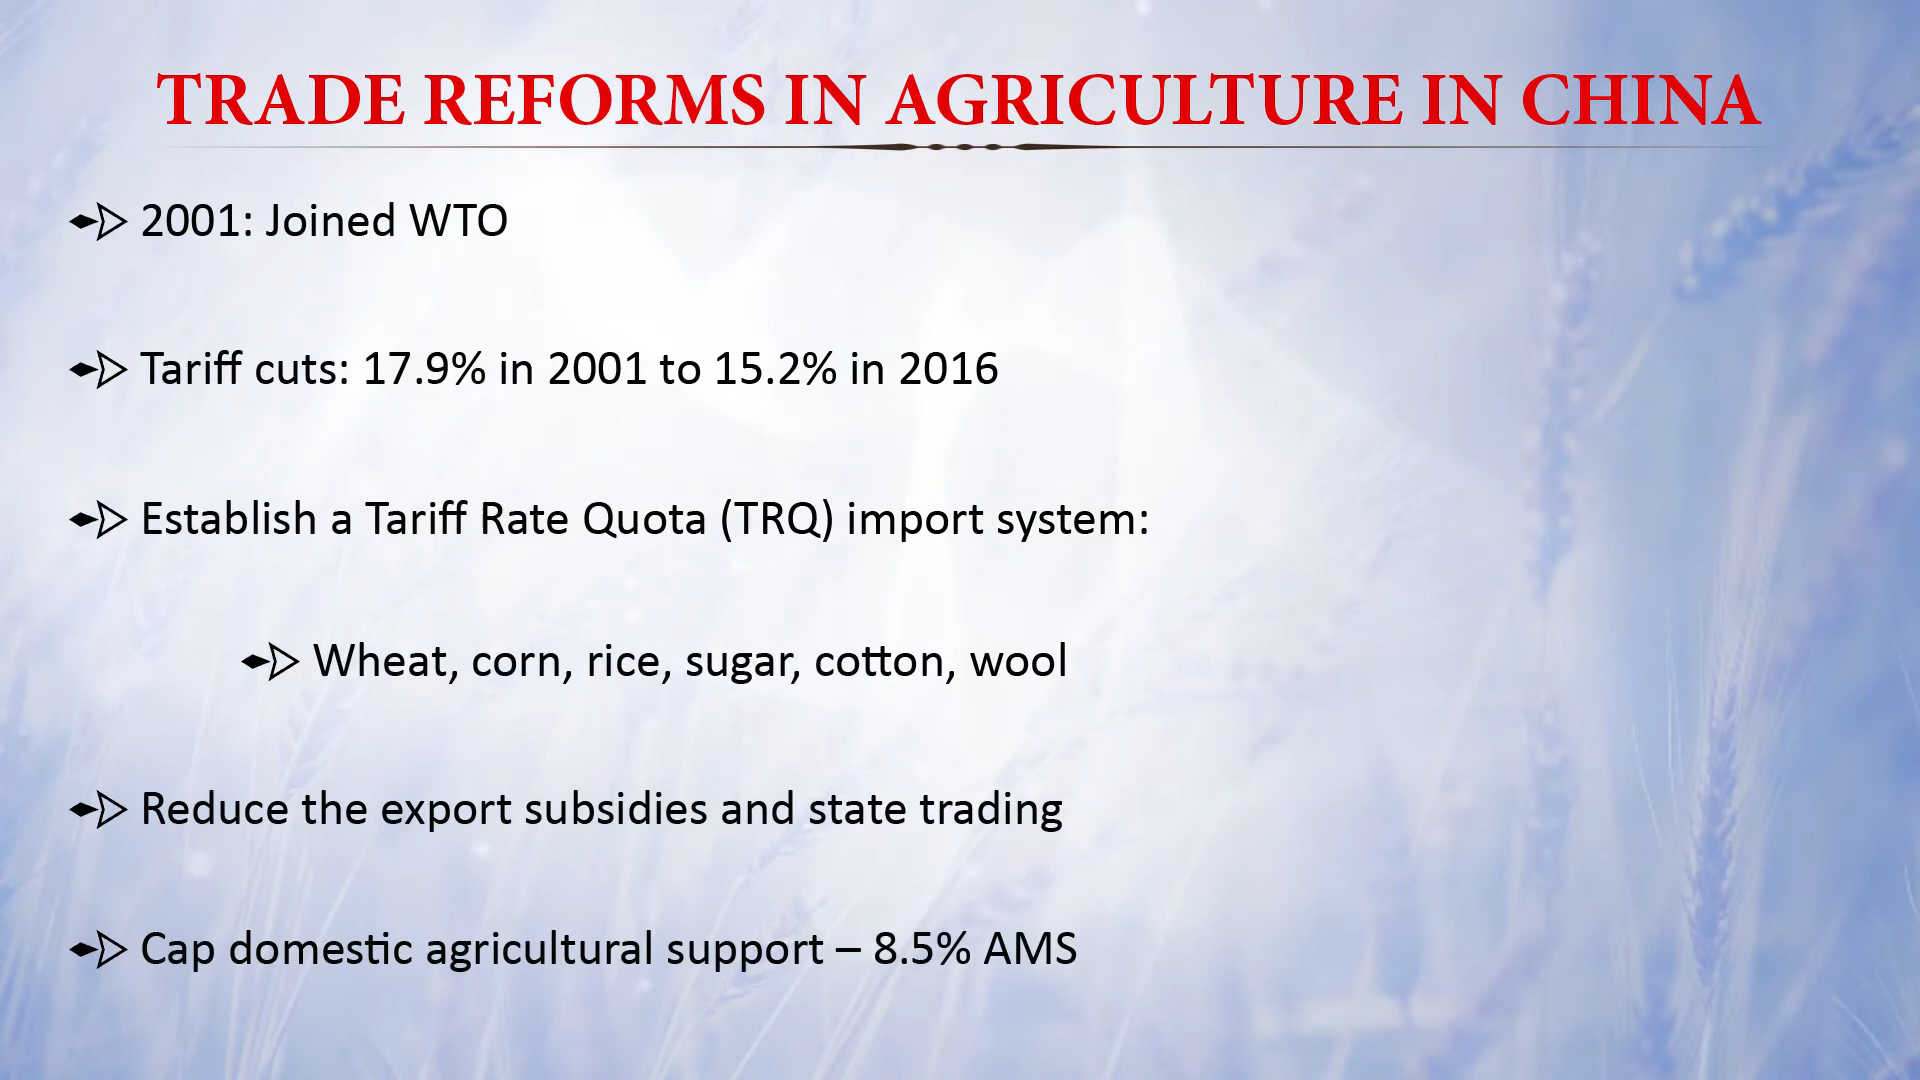 TRADE REFORMS IN AGRICULTURE IN CHINA
2001: Joined WTO
Tariff cuts: 17.9% in 2001 to 15.2% in 2016
Establish a Tariff Rate Quota (TRQ) import system:
Wheat, corn, rice, sugar, cotton, wool
Reduce the export subsidies and state trading
Cap domestic agricultural support – 8.5% AMS